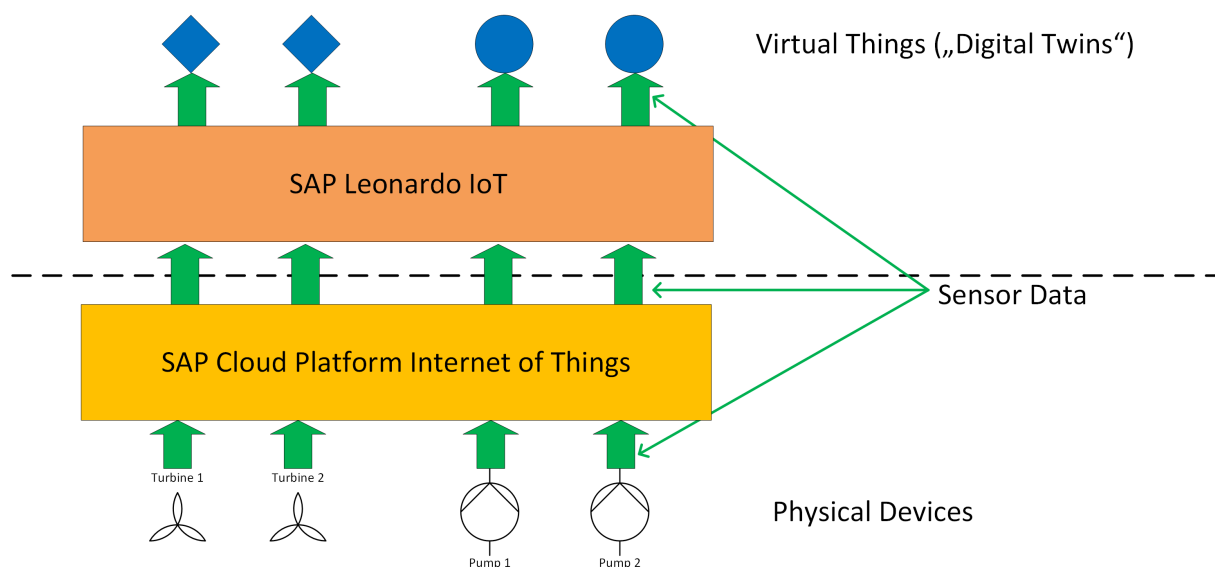 Virtual Things („Digital Twins“)
SAP Leonardo IoT
Sensor Data
SAP Cloud Platform Internet of Things
Turbine 1
Turbine 2
Physical Devices
Pump 1
Pump 2